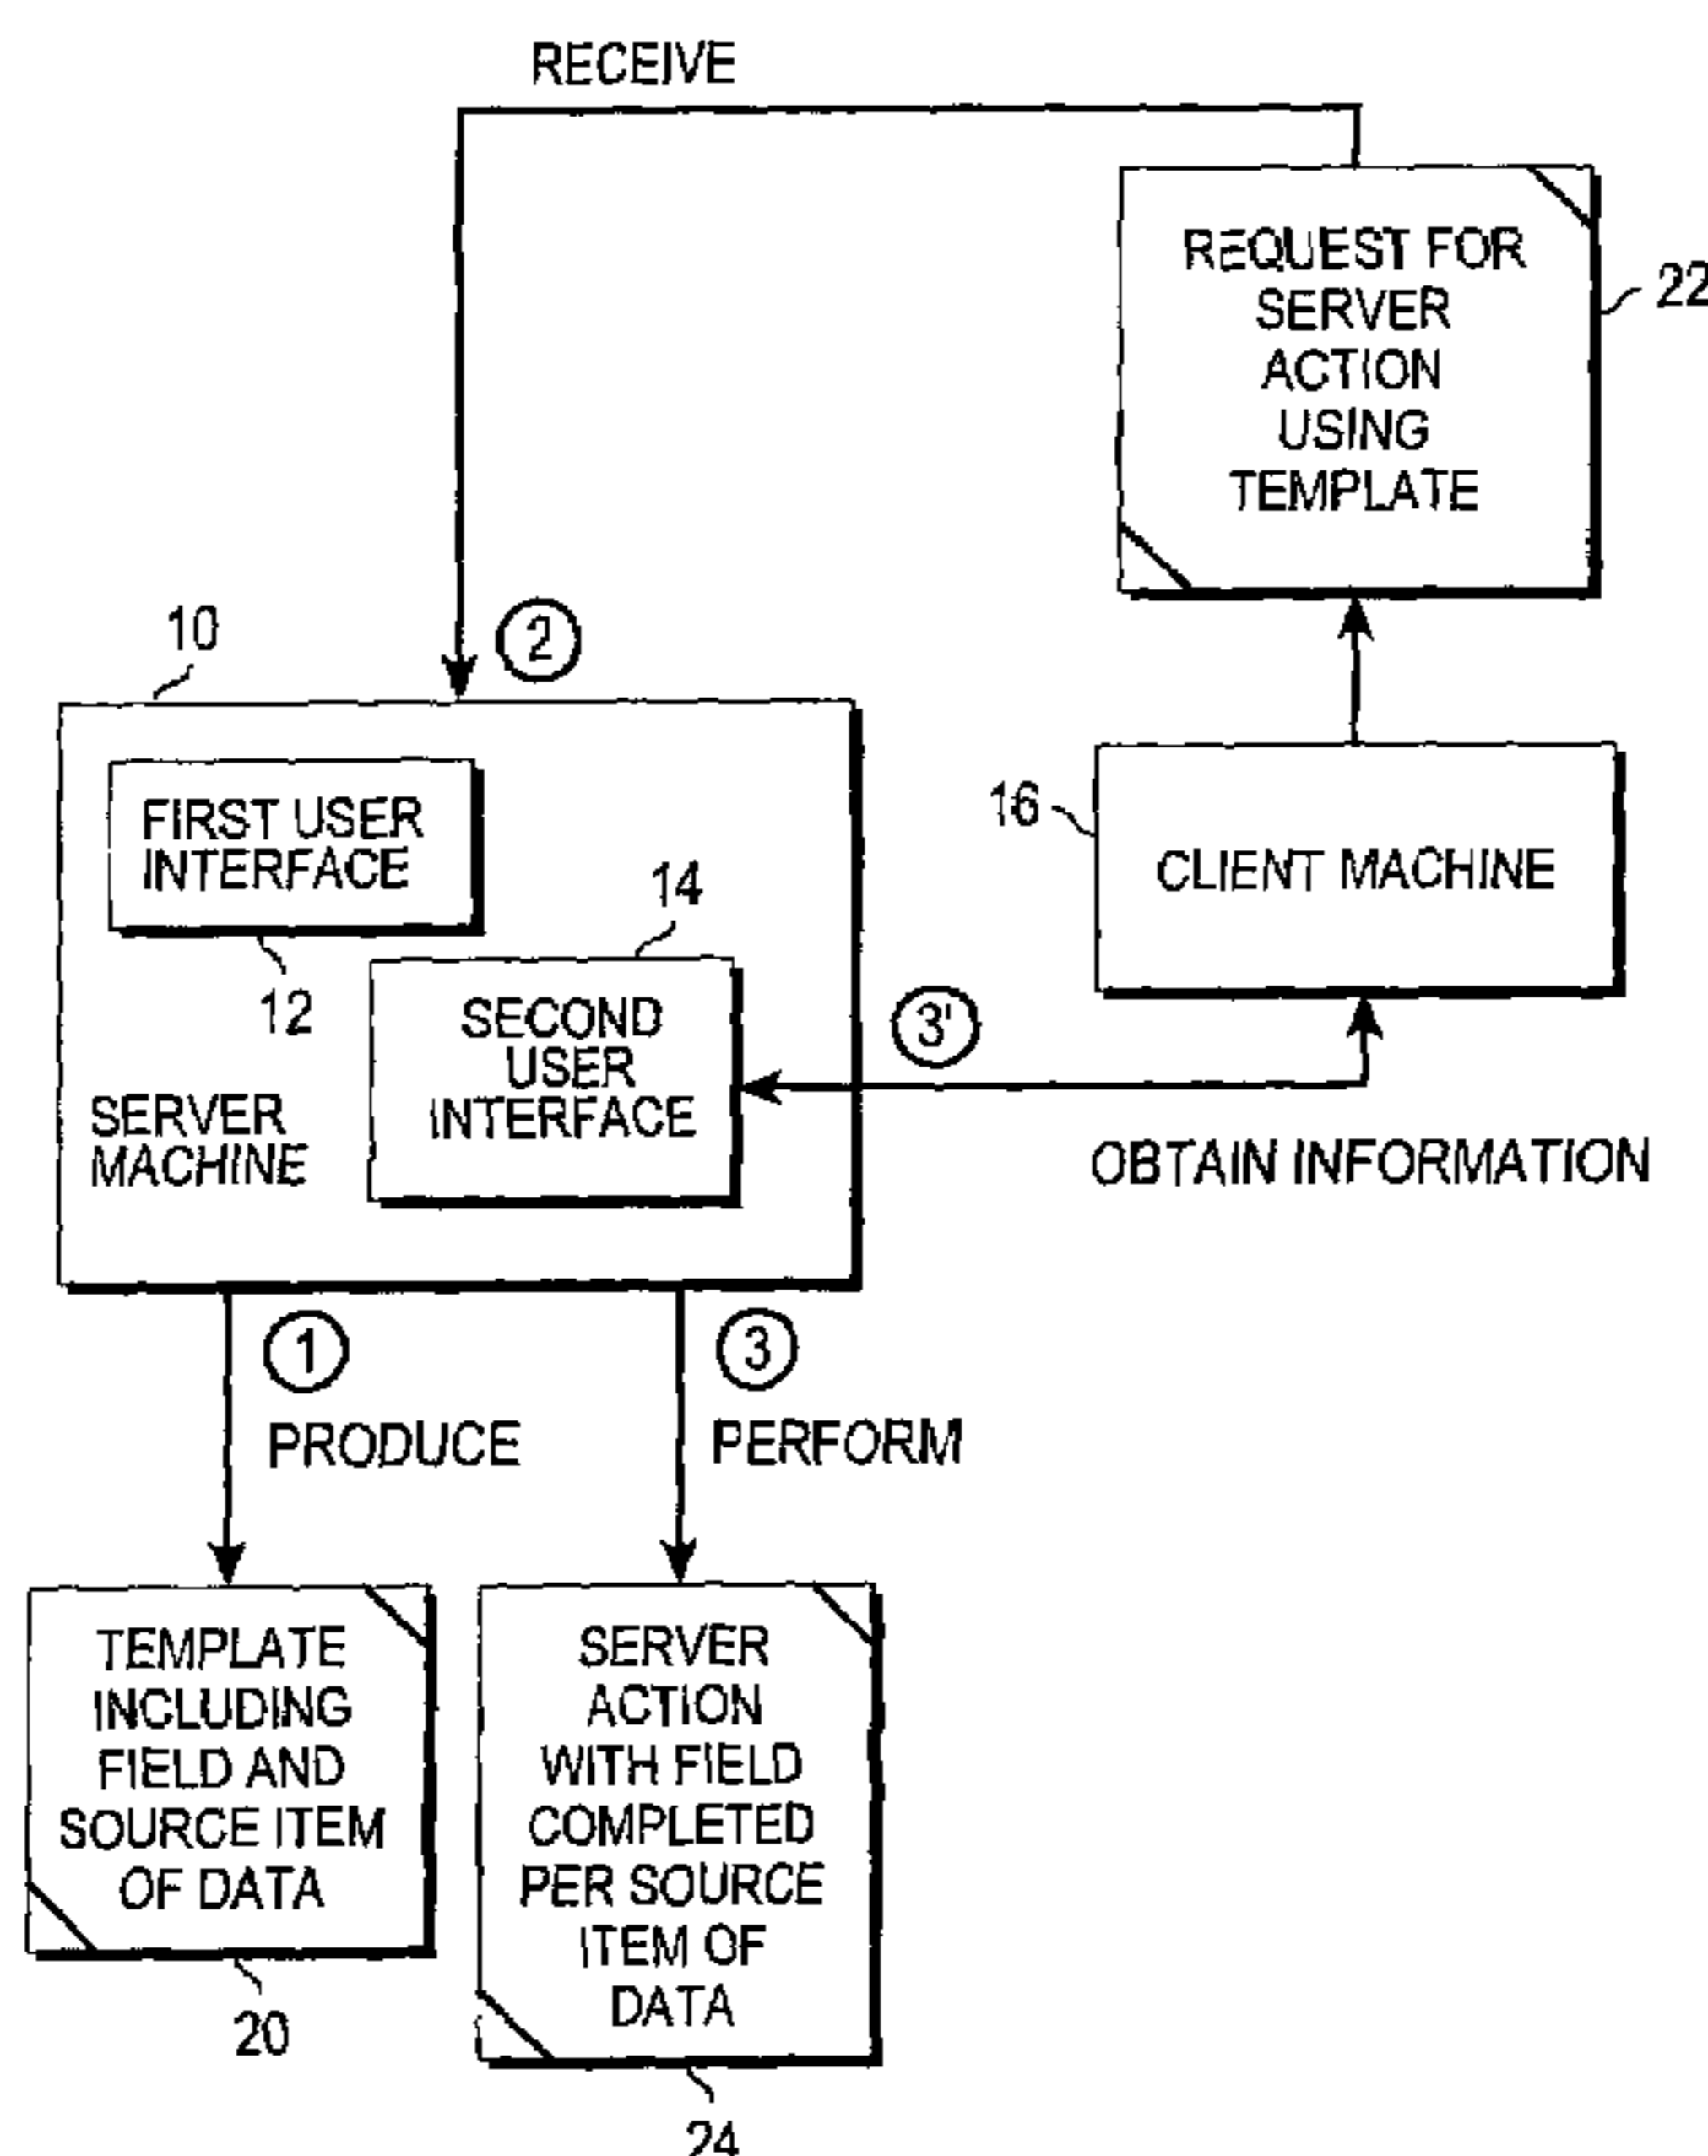 RECEIVE
REQUEST FOR
SERVER
ACTION
USING
TEMPLATE
22
10
2
FIRST USER
INTERFACE
12
14
SECOND
USER
INTERFACE
SERVER
MACHINE
16
CLIENT MACHINE
3'
OBTAIN INFORMATION
1
PRODUCE
3
PERFORM
TEMPLATE
INCLUDING
FIELD AND
SOURCE ITEM
OF DATA
20
SERVER
ACTION
WITH FIELD
COMPLETED
PER SOURCE
ITEM OF
DATA
24